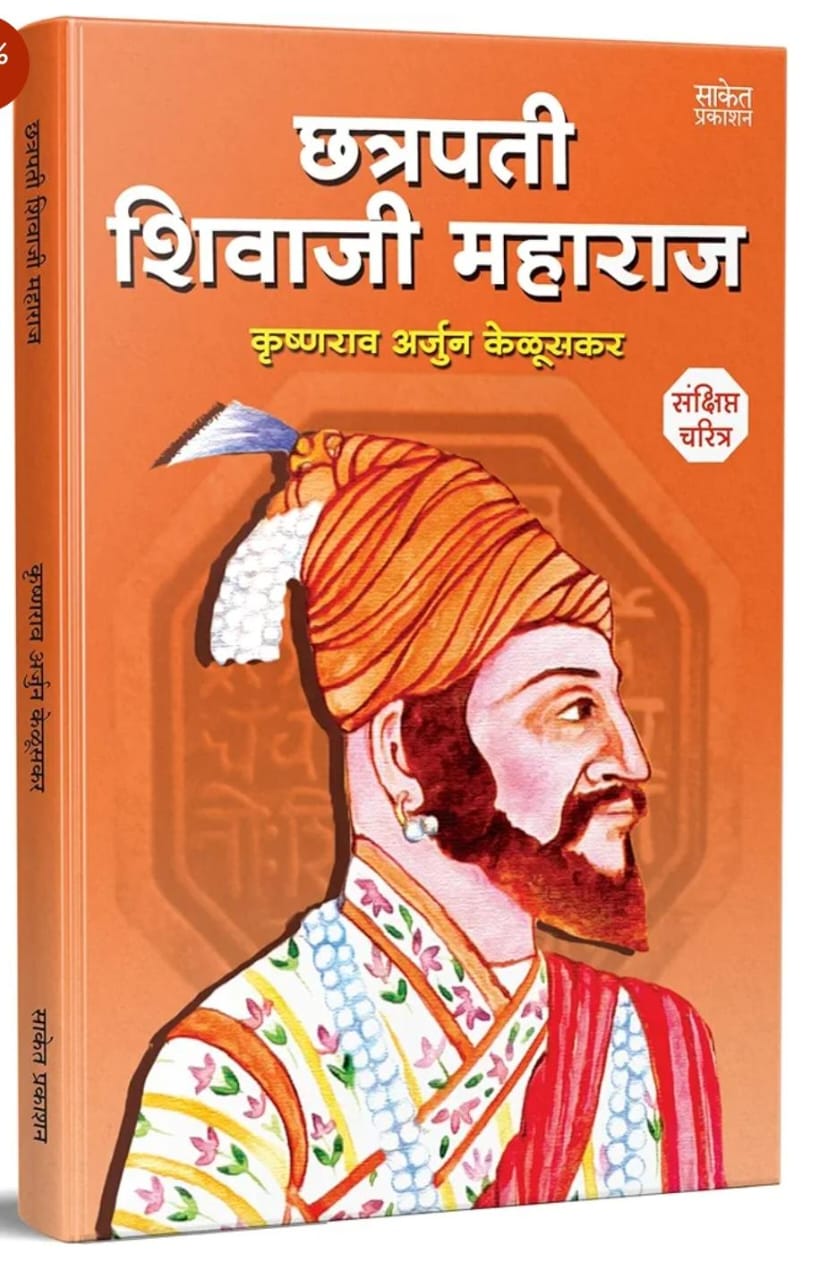 %
साकेत
प्रकाशन
छत्रपती
शिवाजी महाराज
कृष्णराव अर्जुन केळूसकर
संक्षिप्त
चरित्र
छत्रपती शिवाजी महाराज
कृष्णराव अर्जुन केळूसकर
साकेत प्रकाशन